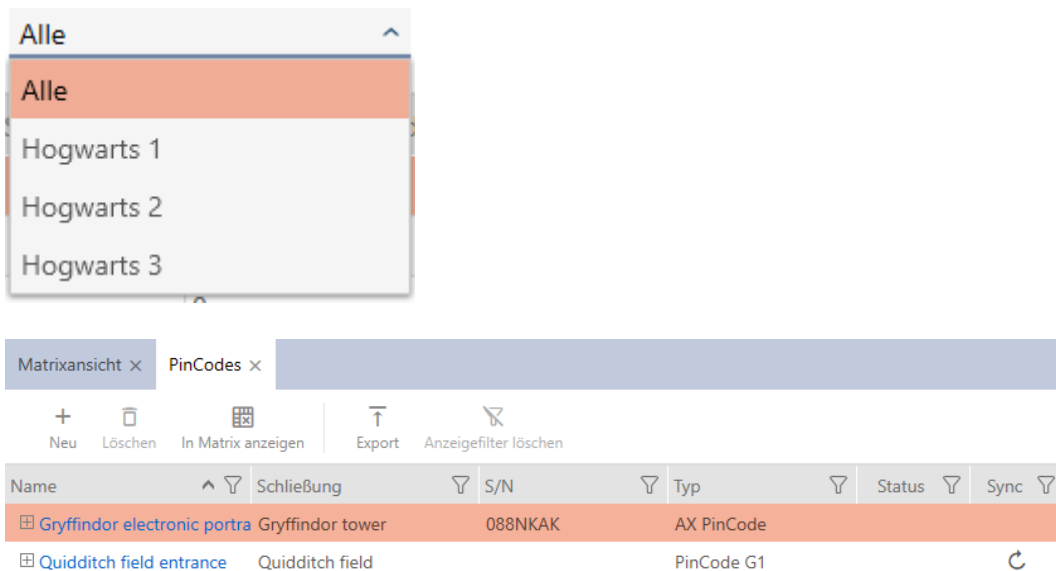 Alle
Alle
Hogwarts 1
Hogwarts 2
Hogwarts 3
Matrixansicht PinCodes
Neu Löschen In Matrix anzeigen Export Anzeigefilter löschen
Name Schließung S/N Typ Status Sync
Gryffindor electronic portra Gryffindor tower 088NKAK AX PinCode
Quidditch field entrance Quidditch field PinCode G1